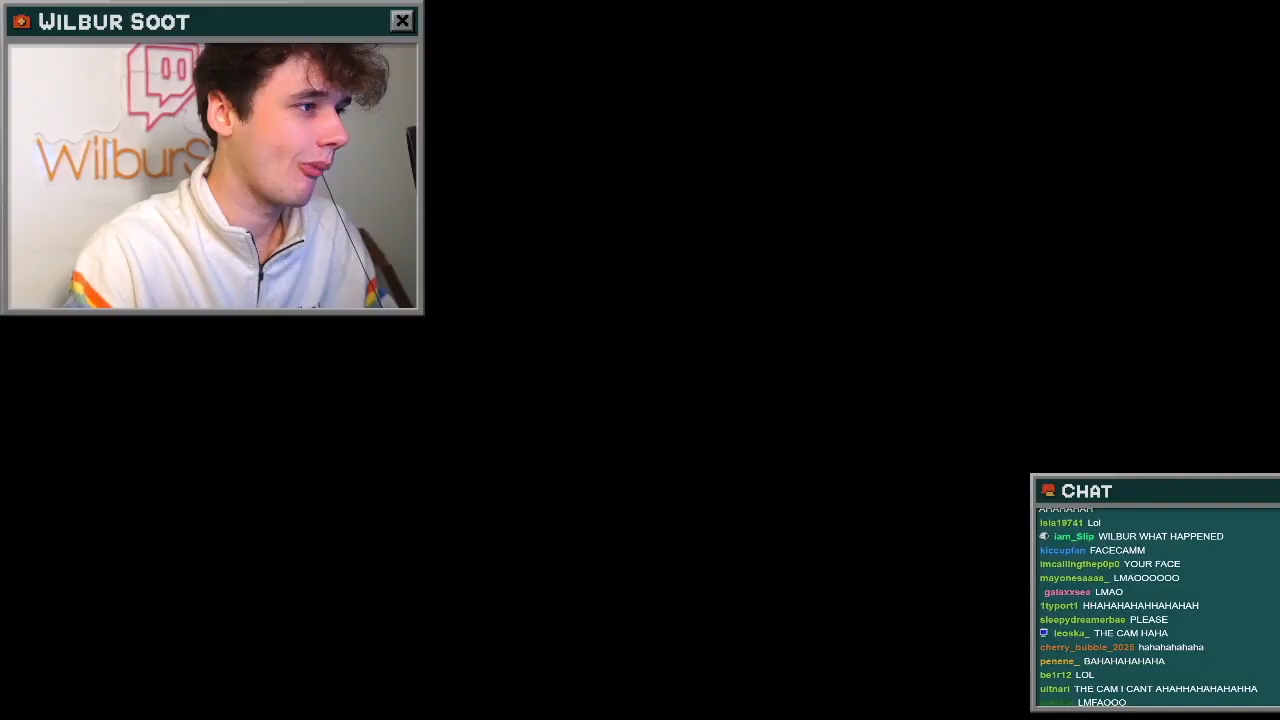 WILBUR SOOT
WilburS
CHAT
AHAHAHAH
isla19741 Lol
iam_Slip WILBUR WHAT HAPPENED
kiccupfan FACECAMM
imcallingthep0p0 YOUR FACE
mayonesaaaa_ LMAOOOOOO
galaxxsea LMAO
1typort1 HHAHAHAHAHHAHAHAH
sleepydreamerbae PLEASE
leoska_ THE CAM HAHA
cherry_bubble_2025 hahahahahaha
penene_ BAHAHAHAHAHA
be1r12 LOL
uitnari THE CAM I CANT AHAHHAHAHAHAHHA
LMFAOOO